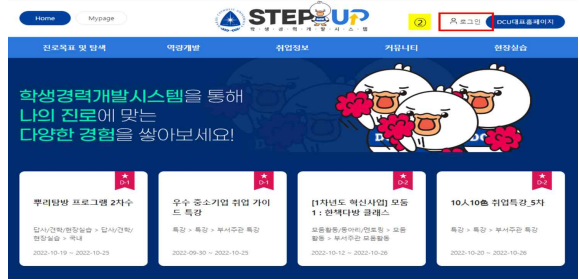 Home
Mypage
STEP UP
학·생·경·력·개·발·시·스·템
②
로그인
DCU대표홈페이지
진로목표 및 탐색
역량개발
취업정보
커뮤니티
현장실습
학생경력개발시스템을 통해
나의 진로에 맞는
다양한 경험을 쌓아보세요!
D-1
뿌리탐방 프로그램 2차수
답사/견학/현장실습 > 답사/견학/
현장실습 > 국내
2022-10-19 ~ 2022-10-25
D-1
우수 중소기업 취업 가이
드 특강
특강 > 특강 > 부서주관 특강
2022-09-30 ~ 2022-10-25
D-2
[1차년도 혁신사업] 모둠
1 : 한책다방 클래스
모둠활동/동아리/멘토링 > 모둠
활동 > 부서주관 모둠활동
2022-10-12 ~ 2022-10-26
D-2
10人10色 취업특강_5차
특강 > 특강 > 부서주관 특강
2022-10-20 ~ 2022-10-26